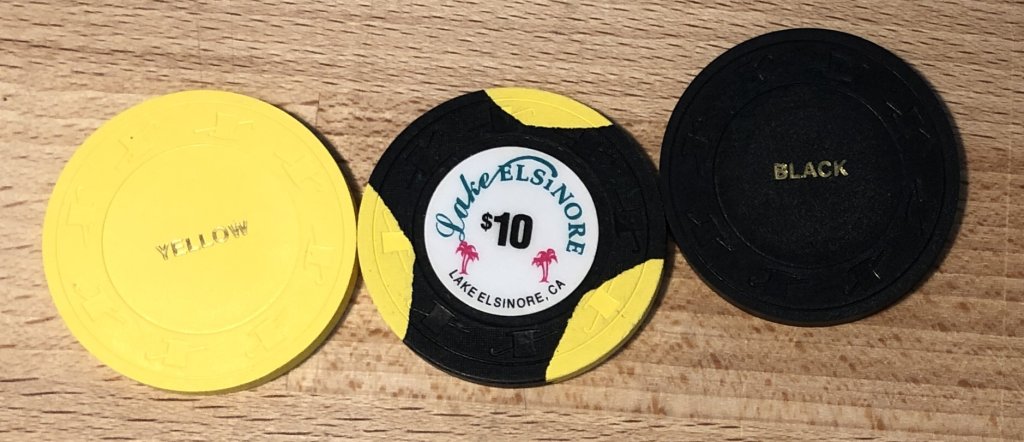 YELLOW
Lake ELSiNORE
$10
LAKE ELSINORE, CA
BLACK